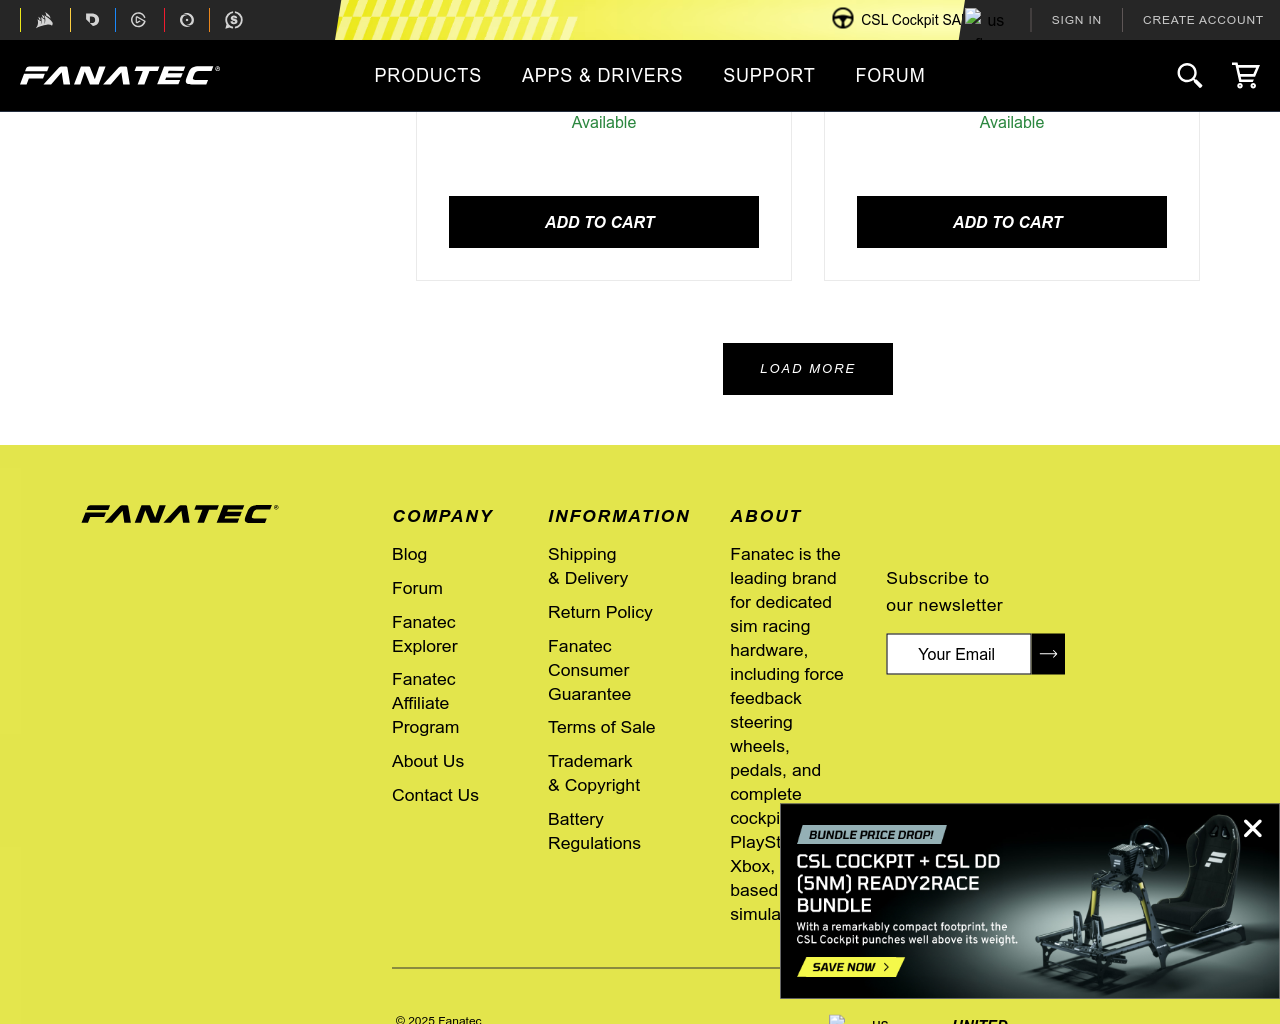 CSL Cockpit SA
us
SIGN IN
CREATE ACCOUNT
FANATEC®
PRODUCTS
APPS & DRIVERS
SUPPORT
FORUM
Available
Available
ADD TO CART
ADD TO CART
LOAD MORE
FANATEC®
COMPANY
Blog
Forum
Fanatec
Explorer
Fanatec
Affiliate
Program
About Us
Contact Us
INFORMATION
Shipping
& Delivery
Return Policy
Fanatec
Consumer
Guarantee
Terms of Sale
Trademark
& Copyright
Battery
Regulations
ABOUT
Fanatec is the
leading brand
for dedicated
sim racing
hardware,
including force
feedback
steering
wheels,
pedals, and
complete
cockpi
PlaySt
Xbox,
based
simula
Subscribe to
our newsletter
Your Email
BUNDLE PRICE DROP!
CSL COCKPIT + CSL DD
(5NM) READY2RACE
BUNDLE
With a remarkably compact footprint, the
CSL Cockpit punches well above its weight.
SAVE NOW
© 2025 Fanatec
us
UNITED